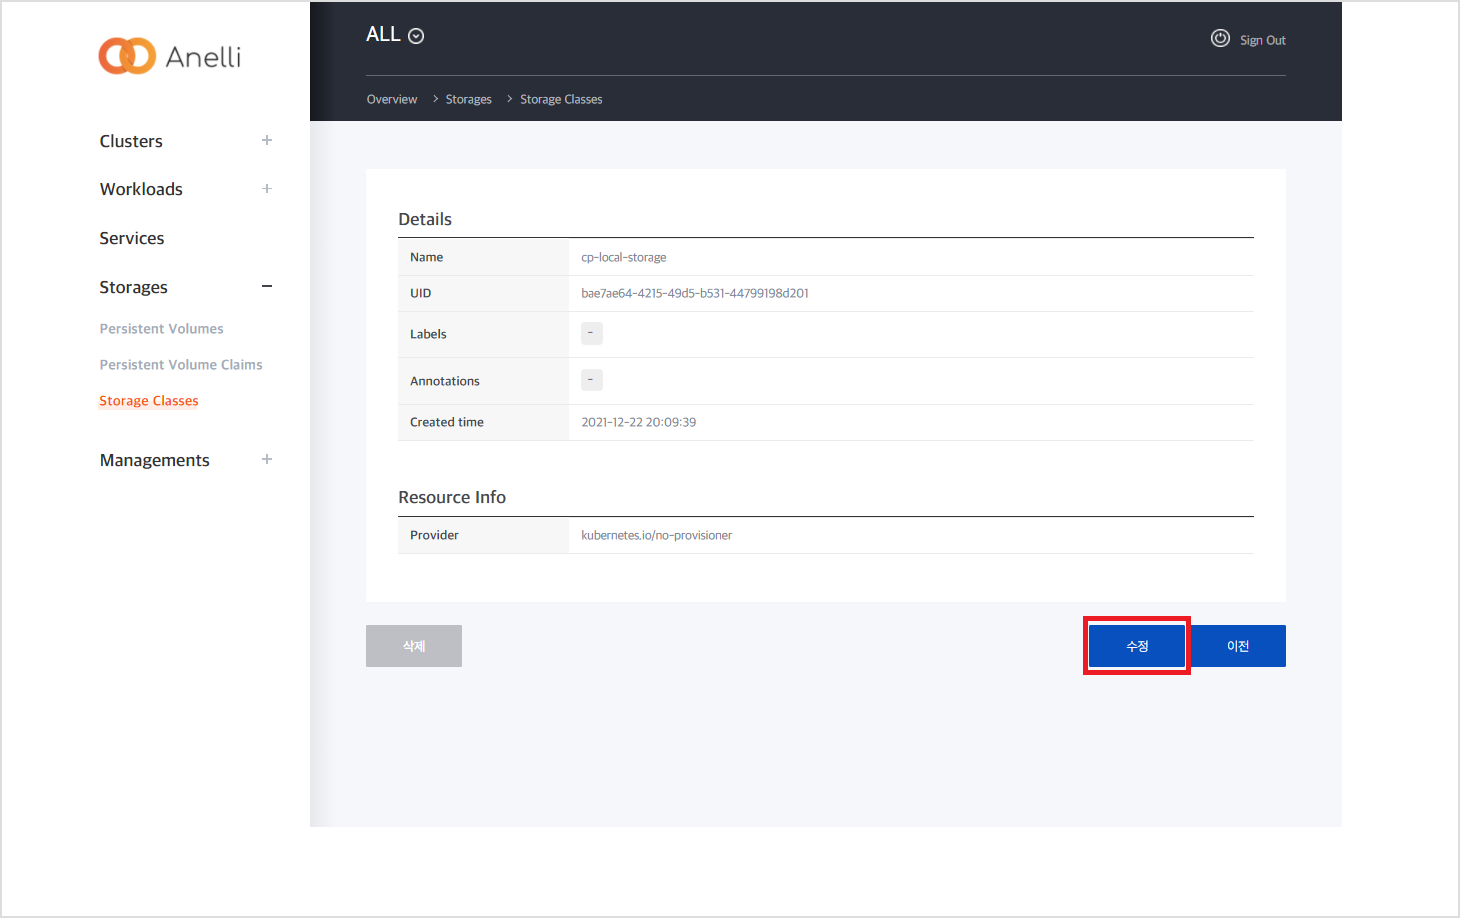 Anelli
Clusters
Workloads
Services
Storages
Persistent Volumes
Persistent Volume Claims
Storage Classes
Managements
ALL
Sign Out
Overview > Storages > Storage Classes
Details
Name cp-local-storage
UID bae7ae64-4215-49d5-b531-44799198d201
Labels -
Annotations -
Created time 2021-12-22 20:09:39
Resource Info
Provider kubernetes.io/no-provisioner
삭제 수정 이전